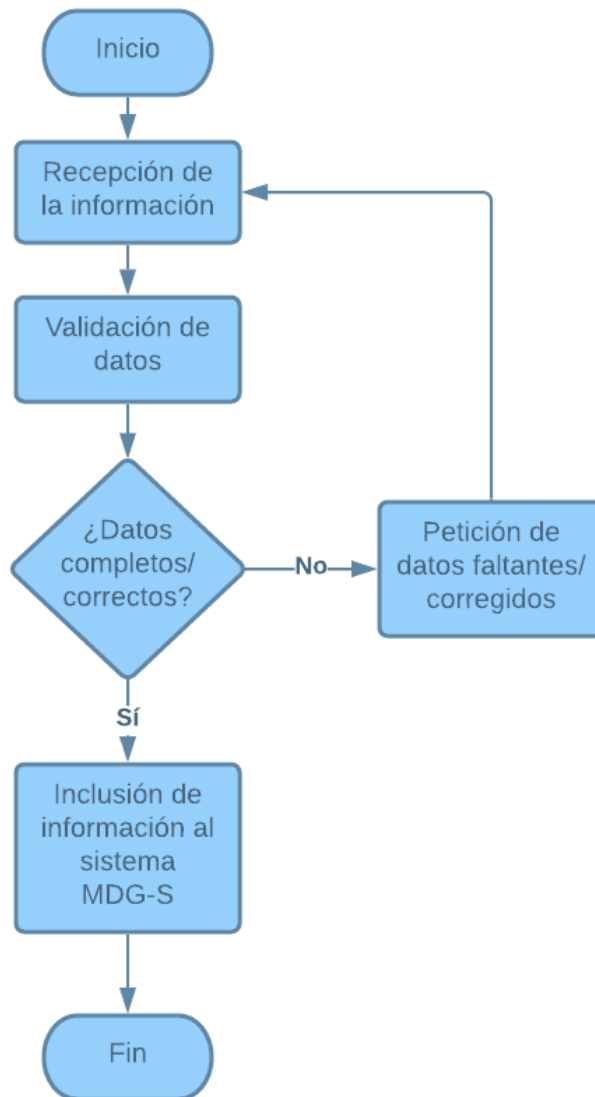 Inicio
Recepción de
la información
Validación de
datos
¿Datos
completos/
correctos?
No
Petición de
datos faltantes/
corregidos
Sí
Inclusión de
información al
sistema
MDG-S
Fin